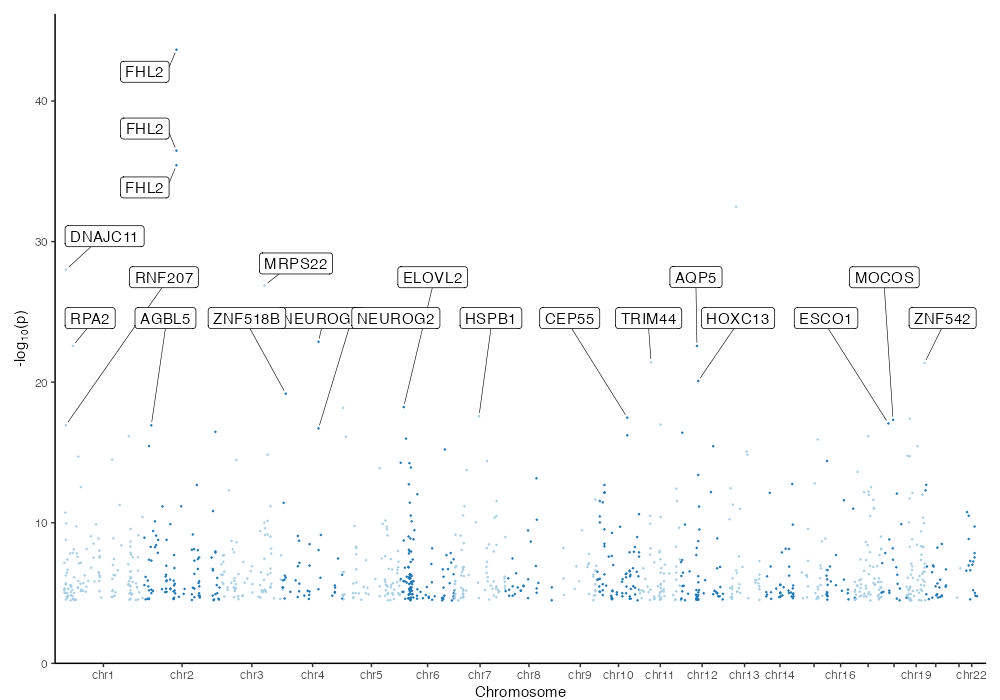 FHL2
40
FHL2
FHL2
DNAJC11
30
MRPS22
RNF207
ELOVL2
AQP5
MOCOS
RPA2
AGBL5
ZNF518B
NEUROG
NEUROG2
HSPB1
CEP55
TRIM44
HOXC13
ESCO1
ZNF542
-log10(p)
20
10
0
chr1 chr2 chr3 chr4 chr5 chr6 chr7 chr8 chr9 chr10 chr11 chr12 chr13 chr14 chr16 chr19 chr22
Chromosome